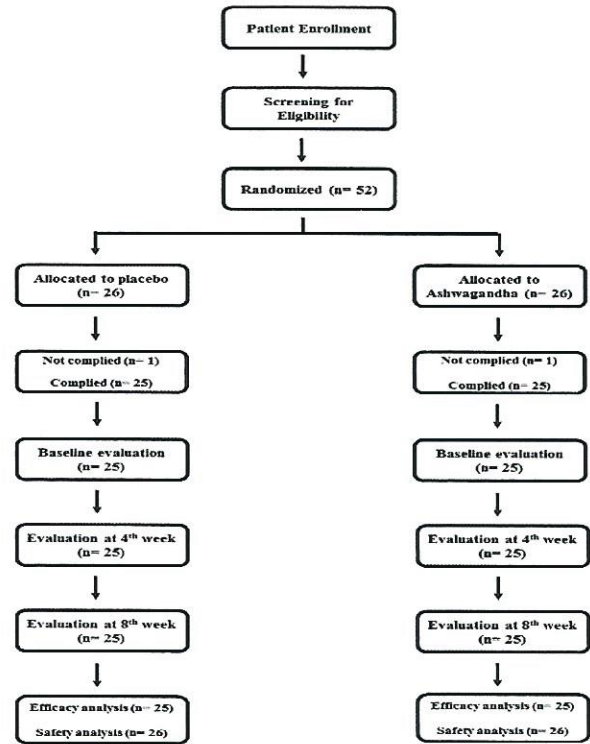 Patient Enrollment
Screening for
Eligibility
Randomized (n= 52)
Allocated to placebo
(n= 26)
Not complied (n= 1)
Complied (n= 25)
Baseline evaluation
(n= 25)
Evaluation at 4th week
(n= 25)
Evaluation at 8th week
(n= 25)
Efficacy analysis (n= 25)
Safety analysis (n= 26)
Allocated to
Ashwagandha (n= 26)
Not complied (n= 1)
Complied (n= 25)
Baseline evaluation
(n= 25)
Evaluation at 4th week
(n= 25)
Evaluation at 8th week
(n= 25)
Efficacy analysis (n= 25)
Safety analysis (n= 26)